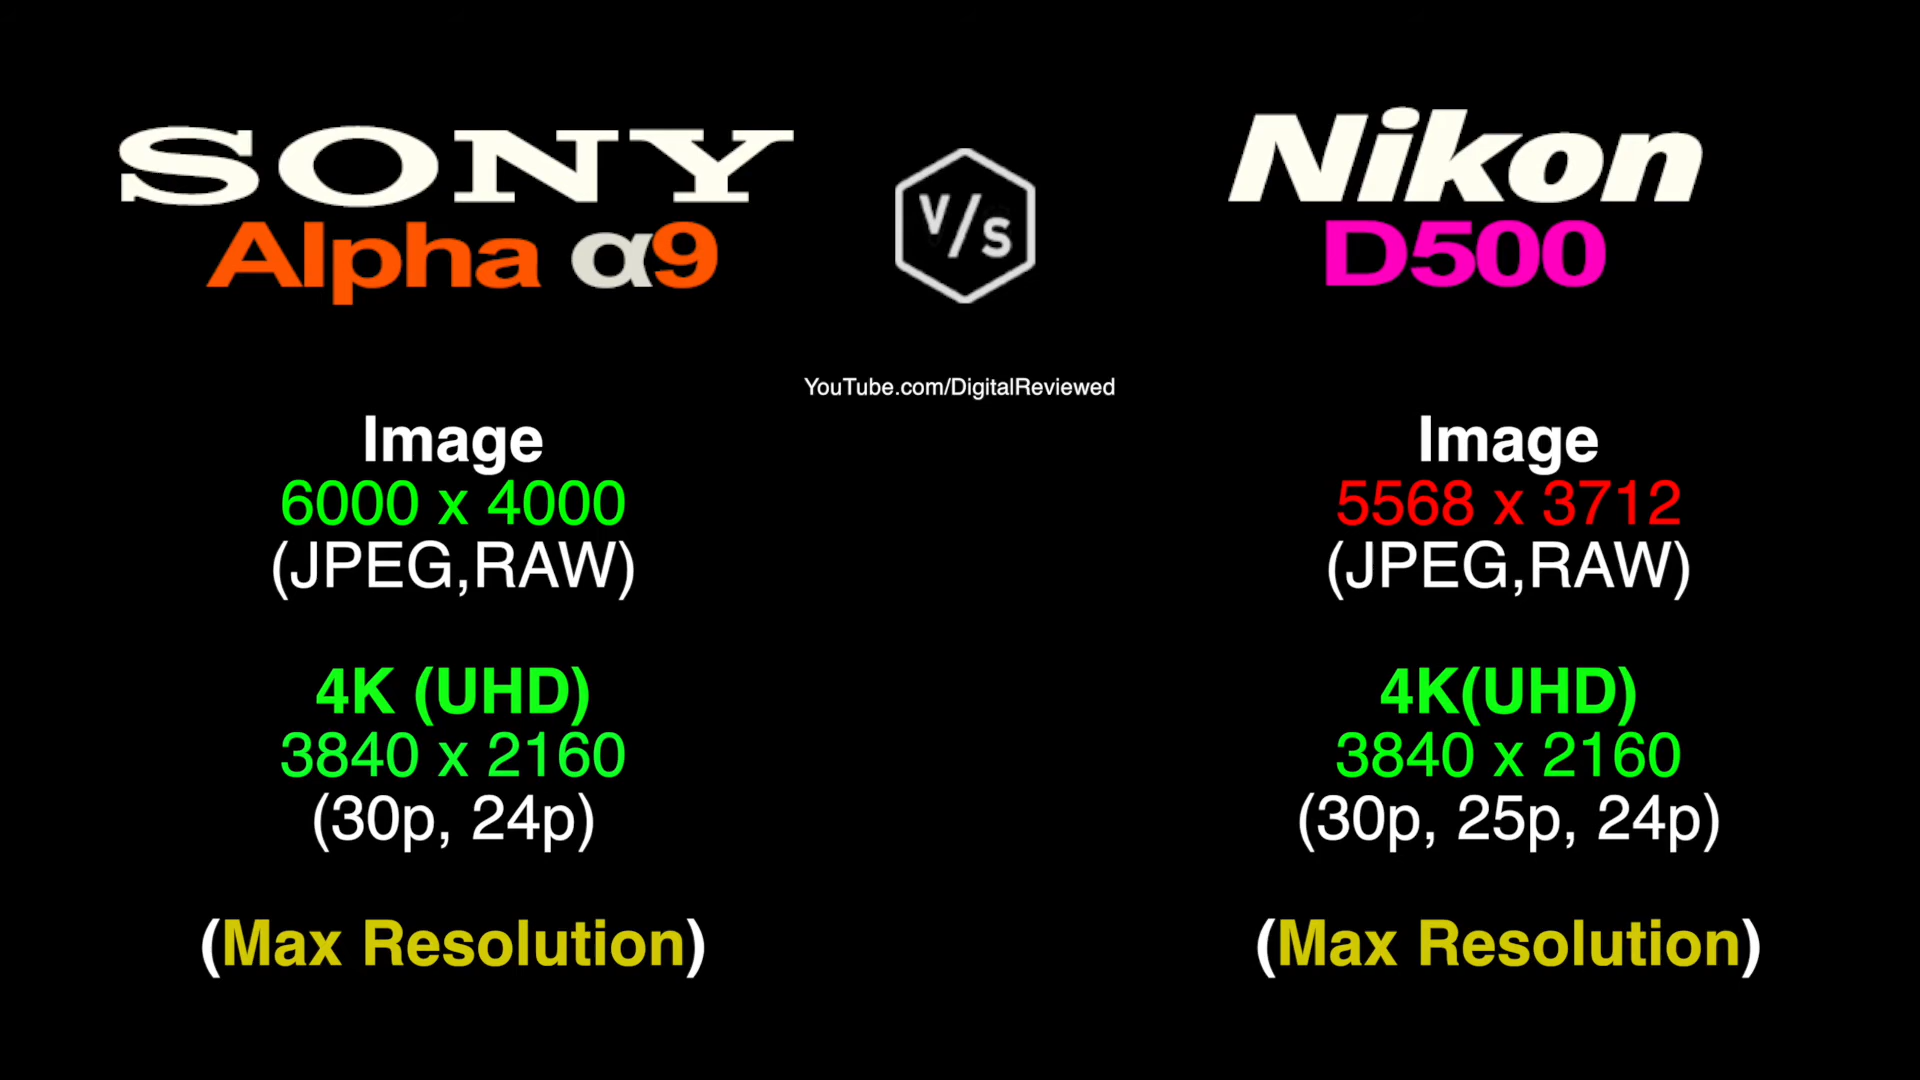 SONY
Alpha α9
V/S
Nikon
D500
YouTube.com/DigitalReviewed
Image
6000 x 4000
(JPEG,RAW)
4K (UHD)
3840 x 2160
(30p, 24p)
(Max Resolution)
Image
5568 x 3712
(JPEG,RAW)
4K(UHD)
3840 x 2160
(30p, 25p, 24p)
(Max Resolution)